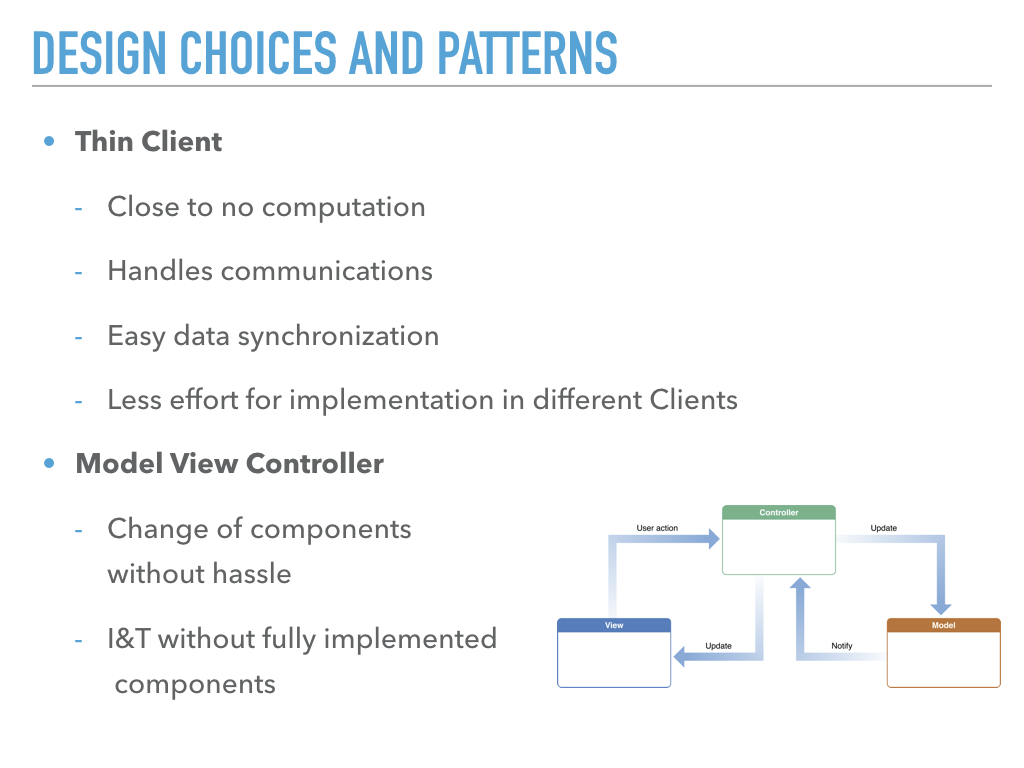 DESIGN CHOICES AND PATTERNS
• Thin Client
- Close to no computation
- Handles communications
- Easy data synchronization
- Less effort for implementation in different Clients
• Model View Controller
- Change of components
without hassle
- I&T without fully implemented
components
Controller
User action
Update
View
Model
Update
Notify